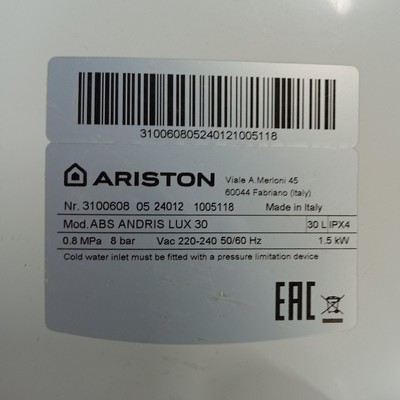 310060805240121005118
ARISTON
Viale A.Merloni 45
60044 Fabriano (Italy)
Nr. 3100608 05 24012 1005118 Made in Italy
Mod.ABS ANDRIS LUX 30 30 L IPX4
0.8 MPa 8 bar Vac 220-240 50/60 Hz 1.5 kW
Cold water inlet must be fitted with a pressure limitation device
EAC